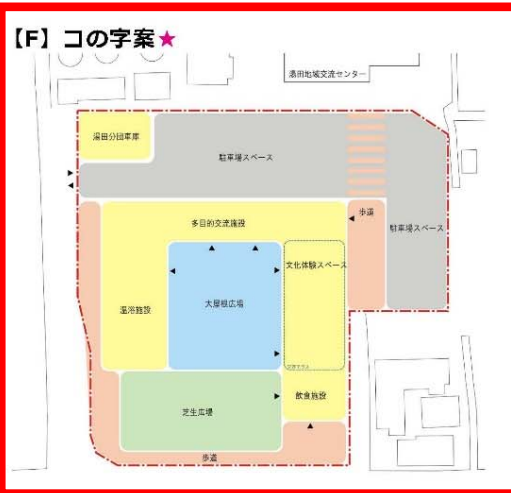 【F】コの字案★
湯田地域交流センター
湯田分団車庫
駐車場スペース
歩道
駐車場スペース
多目的交流施設
文化体験スペース
温浴施設
大屋根広場
飲食施設
芝生広場
歩道